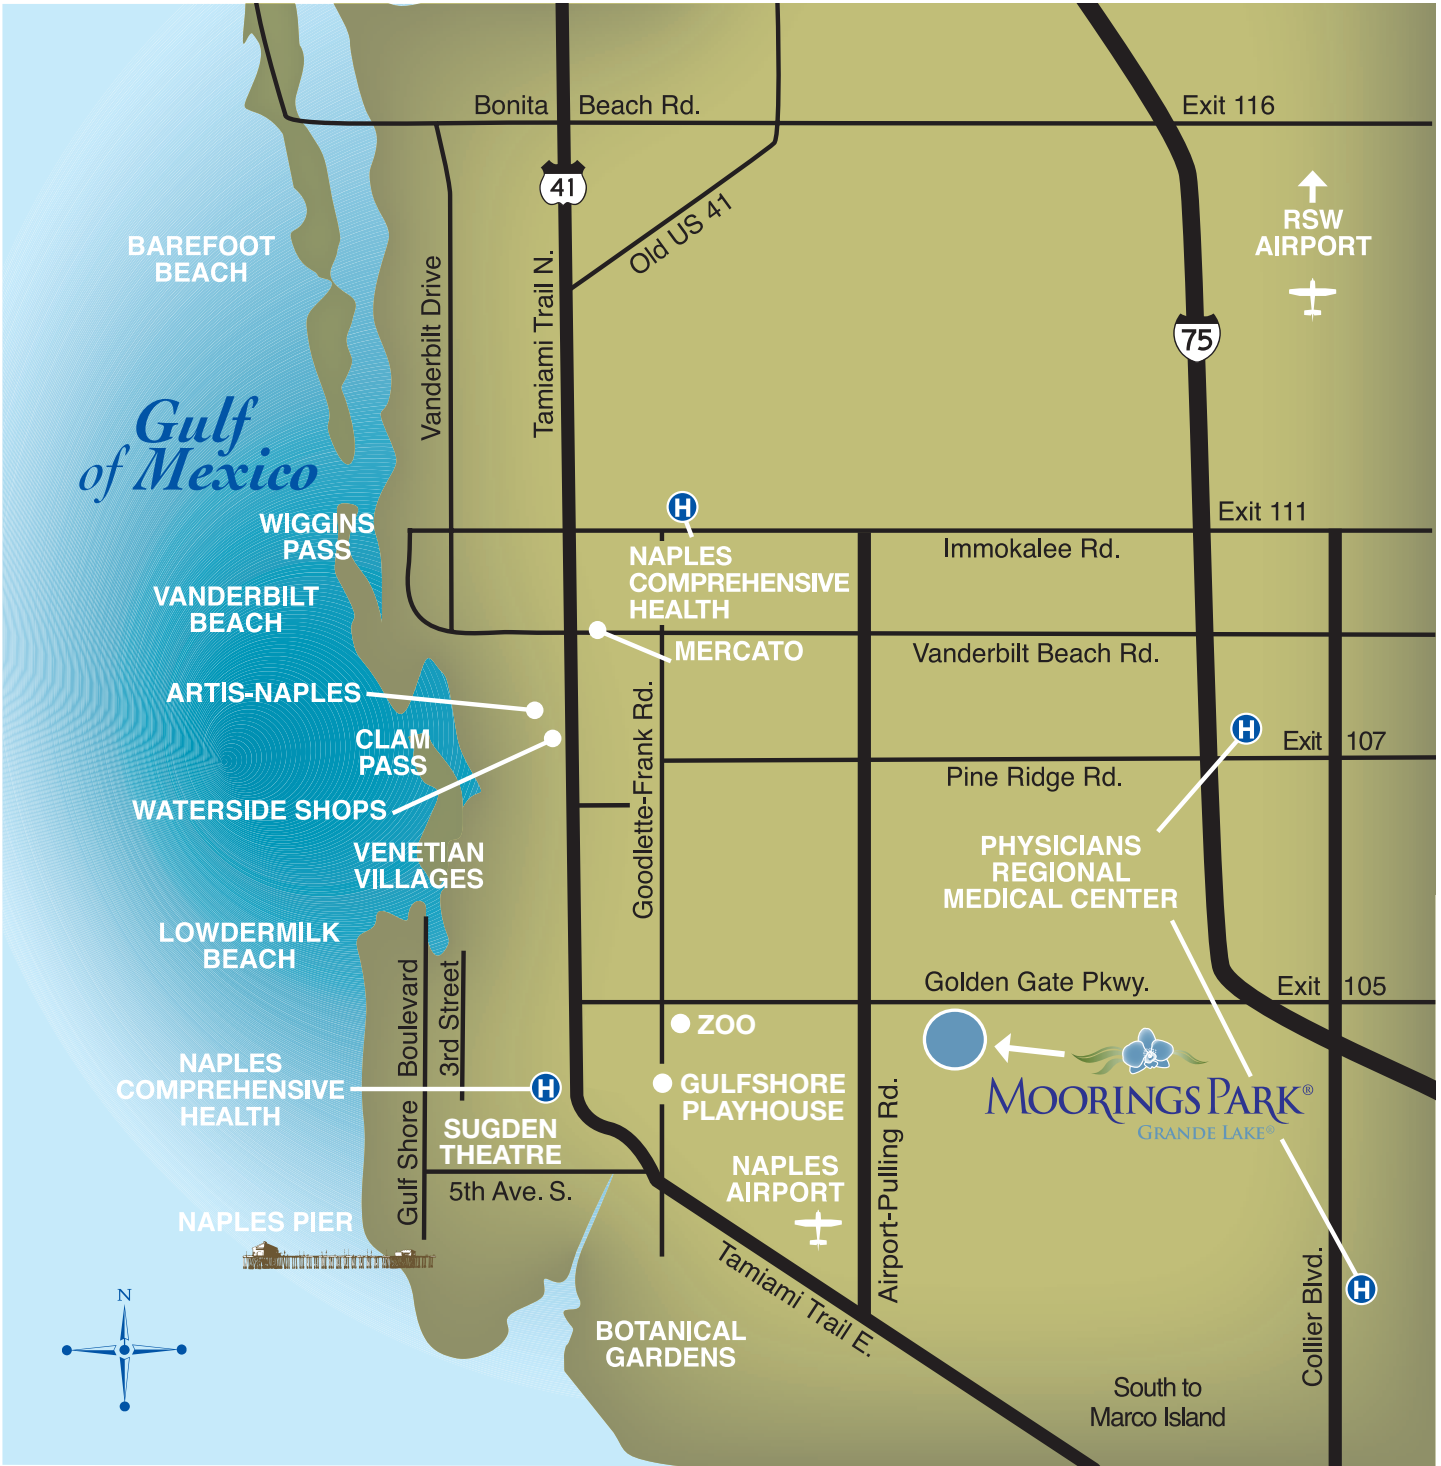 Bonita Beach Rd.
Exit 116
41
RSW
AIRPORT
Old US 41
BAREFOOT
BEACH
Vanderbilt Drive
Tamiami Trail N.
75
Gulf
of Mexico
WIGGINS
PASS
Exit 111
H
Immokalee Rd.
NAPLES
COMPREHENSIVE
HEALTH
VANDERBILT
BEACH
MERCATO
Vanderbilt Beach Rd.
ARTIS-NAPLES
CLAM
PASS
H
Exit 107
Pine Ridge Rd.
WATERSIDE SHOPS
Goodlette-Frank Rd.
VENETIAN
VILLAGES
PHYSICIANS
REGIONAL
MEDICAL CENTER
LOWDERMILK
BEACH
Gulf Shore Boulevard
3rd Street
Golden Gate Pkwy.
Exit 105
ZOO
NAPLES
COMPREHENSIVE
HEALTH
H
GULFSHORE
PLAYHOUSE
MOORINGS PARK®
GRANDE LAKE®
SUGDEN
THEATRE
5th Ave. S.
NAPLES
AIRPORT
Airport-Pulling Rd.
NAPLES PIER
Tamiami Trail E.
H
Collier Blvd.
N
BOTANICAL
GARDENS
South to
Marco Island